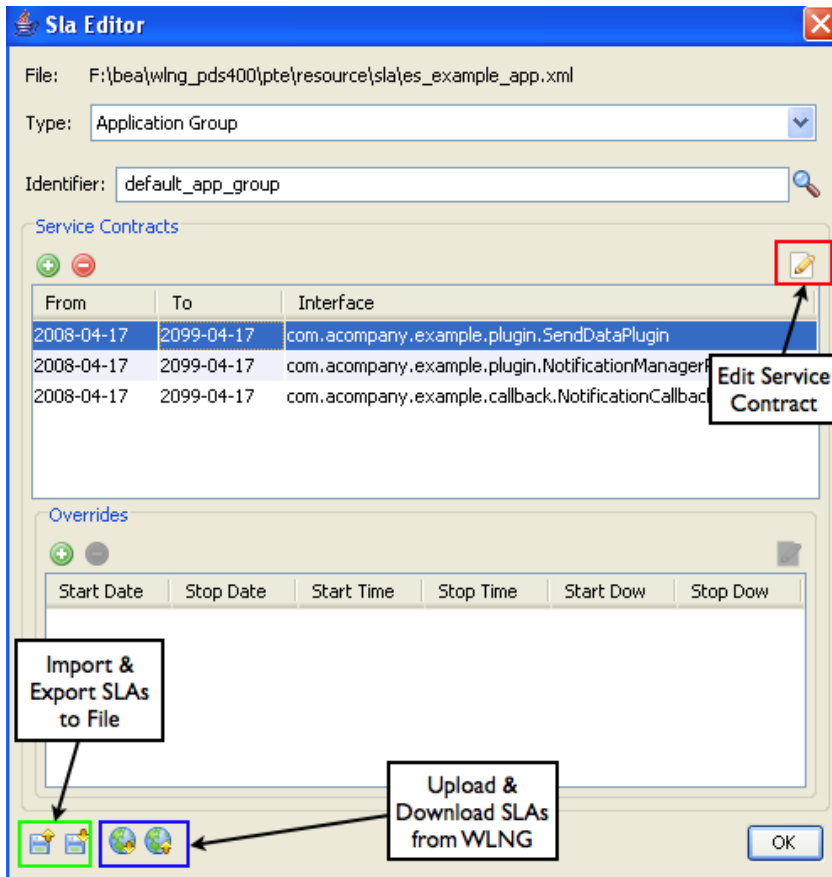 Sla Editor
File: F:\bea\wlng_pds400\pte\resource\sla\es_example_app.xml
Type: Application Group
Identifier: default_app_group
Service Contracts
From To Interface
2008-04-17 2099-04-17 com.acompany.example.plugin.SendDataPlugin
2008-04-17 2099-04-17 com.acompany.example.plugin.NotificationManagerP
2008-04-17 2099-04-17 com.acompany.example.callback.NotificationCallback
Edit Service
Contract
Overrides
Start Date Stop Date Start Time Stop Time Start Dow Stop Dow
Import &
Export SLAs
to File
Upload &
Download SLAs
from WLNG
OK